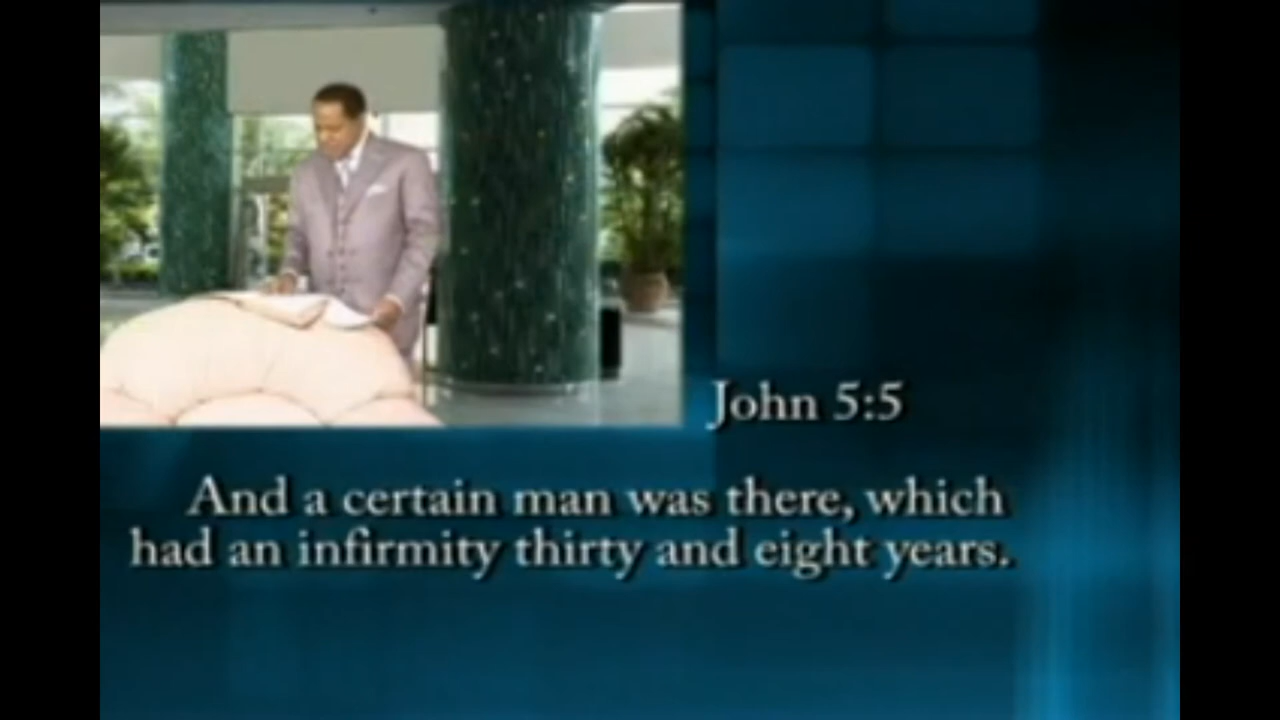 John 5:5
And a certain man was there, which
had an infirmity thirty and eight years.